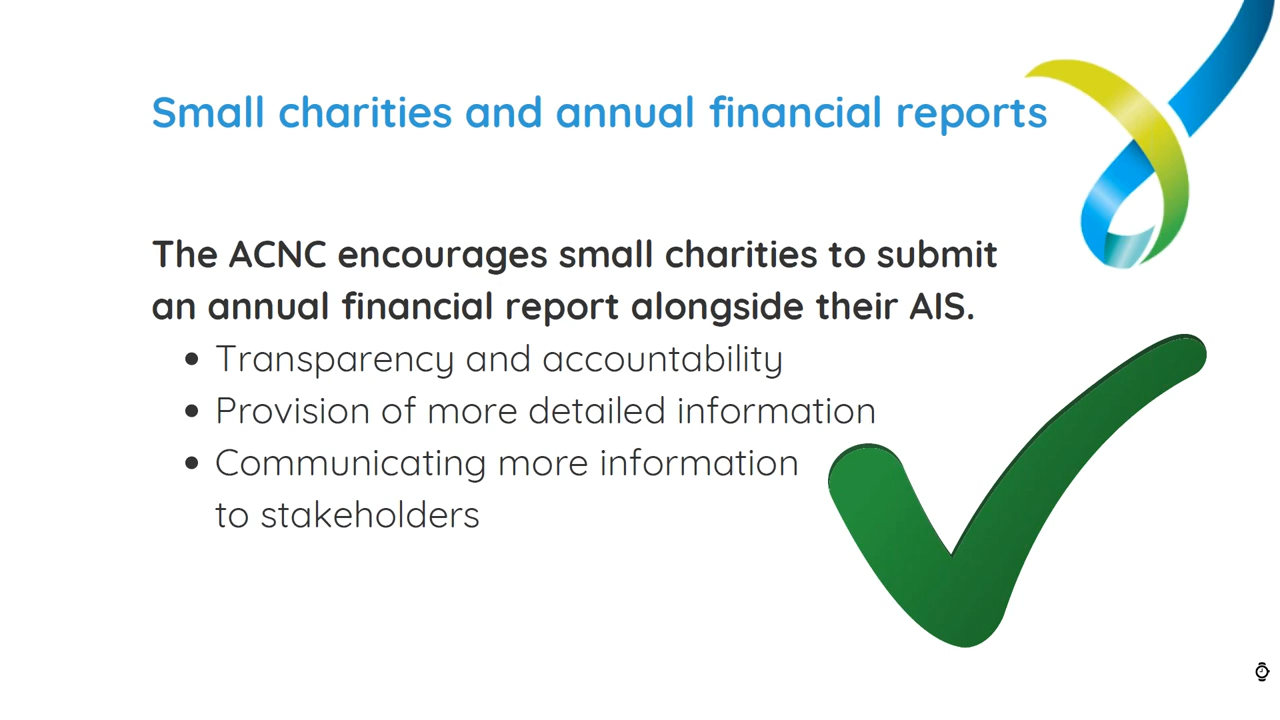 Small charities and annual financial reports
The ACNC encourages small charities to submit
an annual financial report alongside their AIS.
• Transparency and accountability
• Provision of more detailed information
• Communicating more information
to stakeholders